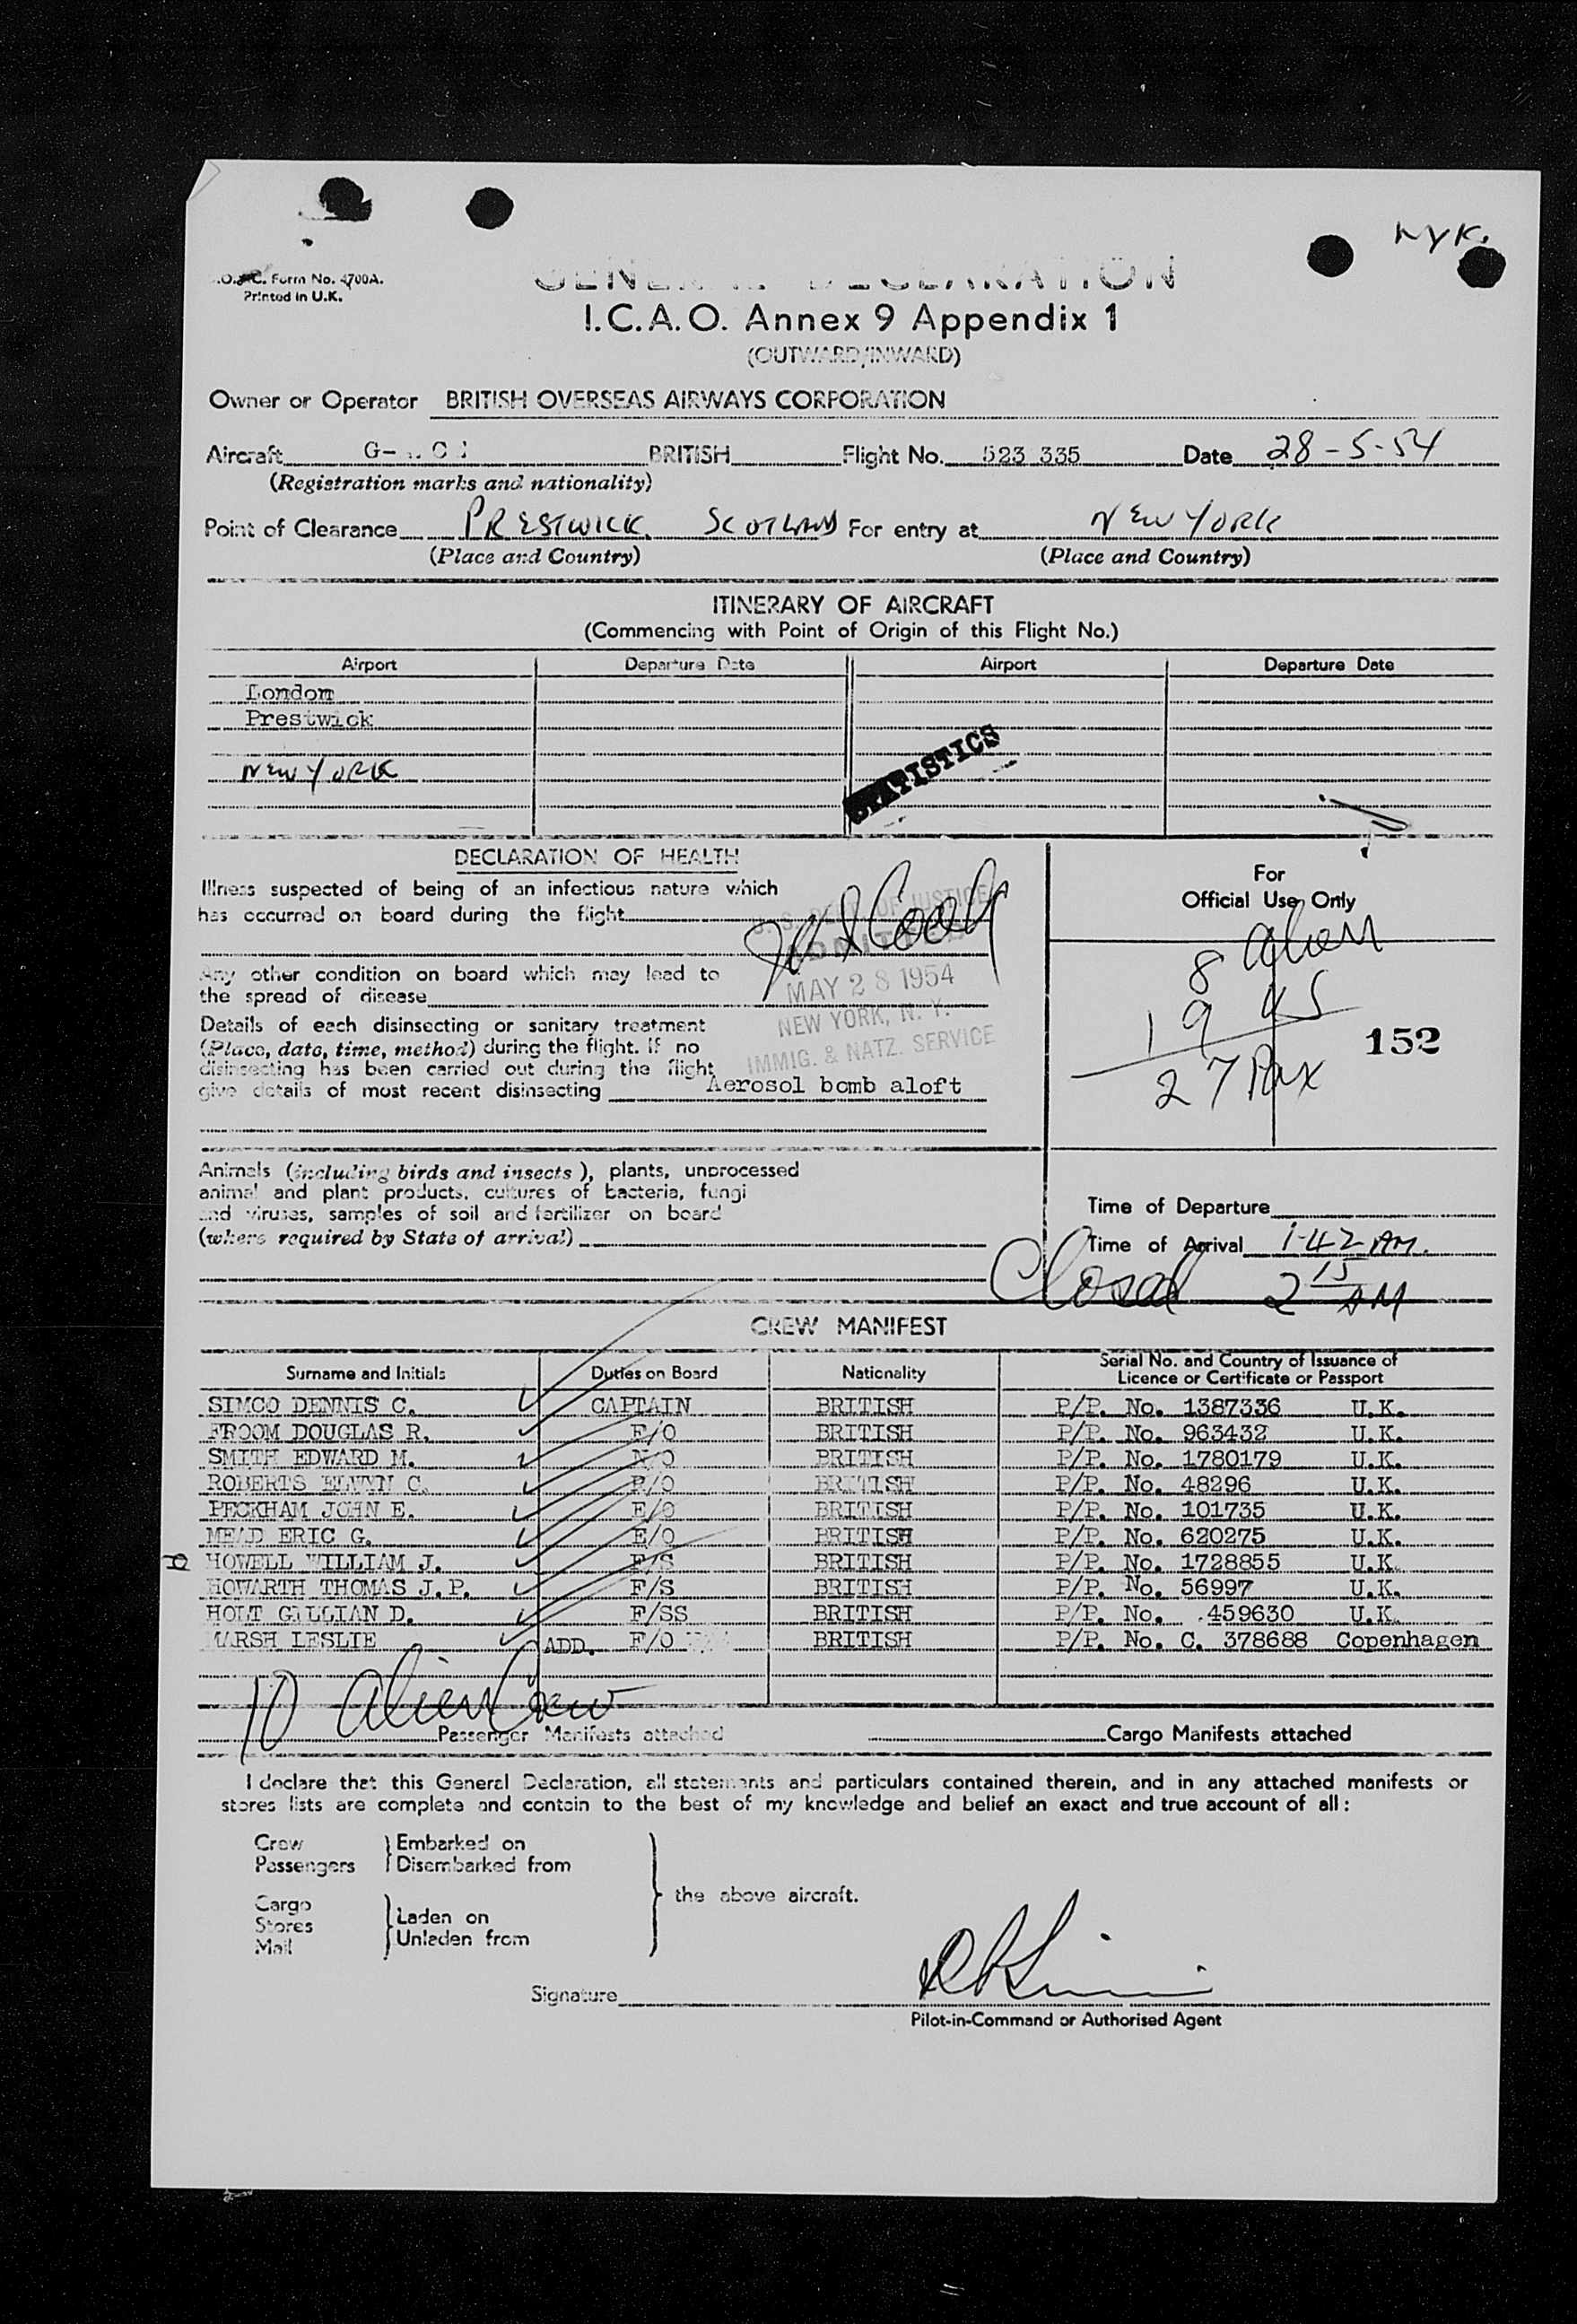 NYK.
Form No. 4700A.
Printed in U.K.
GENERAL DECLARATION
I.C.A.O. Annex 9 Appendix 1
(OUTWARD/INWARD)
Owner or Operator BRITISH OVERSEAS AIRWAYS CORPORATION
Aircraft BRITISH Flight No. 523 335 Date 28-5-54
(Registration marks and nationality)
Point of Clearance PRESTWICK, SCOTLAND For entry at NEW YORK
(Place and Country) (Place and Country)
ITINERARY OF AIRCRAFT
(Commencing with Point of Origin of this Flight No.)
Airport Departure Date Airport Departure Date
London
Prestwick
NEW YORK
STATISTICS
DECLARATION OF HEALTH
Illness suspected of being of an infectious nature which
has occurred on board during the flight
Any other condition on board which may lead to
the spread of disease
Details of each disinsecting or sanitary treatment
(Place, date, time, method) during the flight. If no
disinsecting has been carried out during the flight
give details of most recent disinsecting Aerosol bomb aloft
U. S. DEPT. OF JUSTICE
ADMITTED
MAY 28 1954
NEW YORK, N. Y.
IMMIG. & NATZ. SERVICE
For
Official Use Only
8 alien
19 US
27 Pax
152
Animals (including birds and insects), plants, unprocessed
animal and plant products, cultures of bacteria, fungi
and viruses, samples of soil and fertilizer on board
(where required by State of arrival)
Time of Departure
Time of Arrival 1-42 AM.
Closed 2 15 AM
CREW MANIFEST
Surname and Initials Duties on Board Nationality Serial No. and Country of Issuance of
Licence or Certificate or Passport
SIMCO DENNIS C. CAPTAIN BRITISH P/P. No. 1387336 U.K.
FROOM DOUGLAS R. F/O BRITISH P/P. No. 963432 U.K.
SMITH EDWARD M. N/O BRITISH P/P. No. 1780179 U.K.
ROBERTS ELWYN C. R/O BRITISH P/P. No. 48296 U.K.
PECKHAM JOHN E. E/O BRITISH P/P. No. 101735 U.K.
MEAD ERIC G. E/O BRITISH P/P. No. 620275 U.K.
HOWELL WILLIAM J. F/S BRITISH P/P. No. 1728855 U.K.
HOWARTH THOMAS J.P. F/S BRITISH P/P. No. 56997 U.K.
HOLT GILLIAN D. F/SS BRITISH P/P. No. 459630 U.K.
MARSH LESLIE ADD. F/O BRITISH P/P. No. C. 378688 Copenhagen
10 alien Crew
Passenger Manifests attached Cargo Manifests attached
I declare that this General Declaration, all statements and particulars contained therein, and in any attached manifests or
stores lists are complete and contain to the best of my knowledge and belief an exact and true account of all:
Crew Embarked on
Passengers Disembarked from
the above aircraft.
Cargo
Stores Laden on
Mail Unladen from
Signature
Pilot-in-Command or Authorised Agent